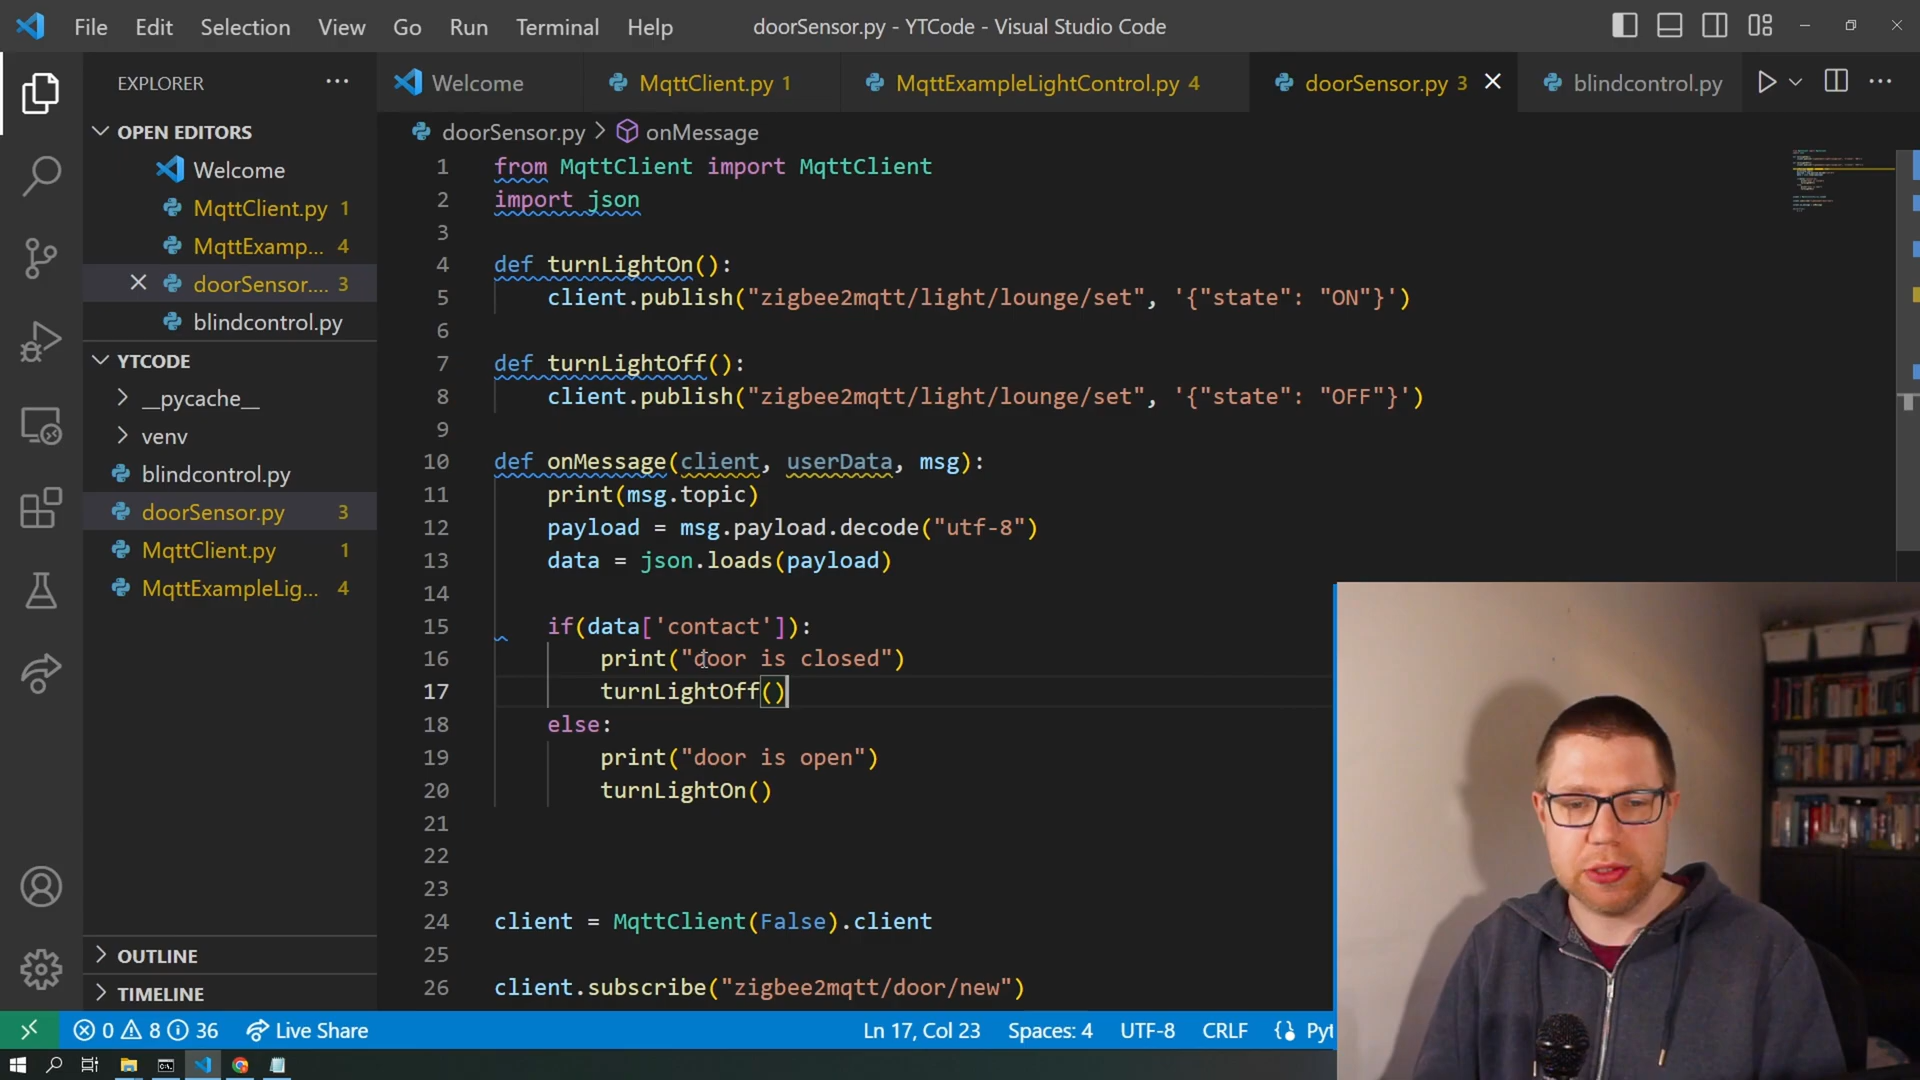 File Edit Selection View Go Run Terminal Help doorSensor.py - YTCode - Visual Studio Code
EXPLORER
OPEN EDITORS
Welcome
MqttClient.py 1
MqttExamp... 4
doorSensor.... 3
blindcontrol.py
YTCODE
__pycache__
venv
blindcontrol.py
doorSensor.py 3
MqttClient.py 1
MqttExampleLig... 4
OUTLINE
TIMELINE
Welcome MqttClient.py 1 MqttExampleLightControl.py 4 doorSensor.py 3 blindcontrol.py
doorSensor.py > onMessage
1 from MqttClient import MqttClient
2 import json
3
4 def turnLightOn():
5 client.publish("zigbee2mqtt/light/lounge/set", '{"state": "ON"}')
6
7 def turnLightOff():
8 client.publish("zigbee2mqtt/light/lounge/set", '{"state": "OFF"}')
9
10 def onMessage(client, userData, msg):
11 print(msg.topic)
12 payload = msg.payload.decode("utf-8")
13 data = json.loads(payload)
14
15 if(data['contact']):
16 print("door is closed")
17 turnLightOff()
18 else:
19 print("door is open")
20 turnLightOn()
21
22
23
24 client = MqttClient(False).client
25
26 client.subscribe("zigbee2mqtt/door/new")
0 8 36 Live Share Ln 17, Col 23 Spaces: 4 UTF-8 CRLF Pyt